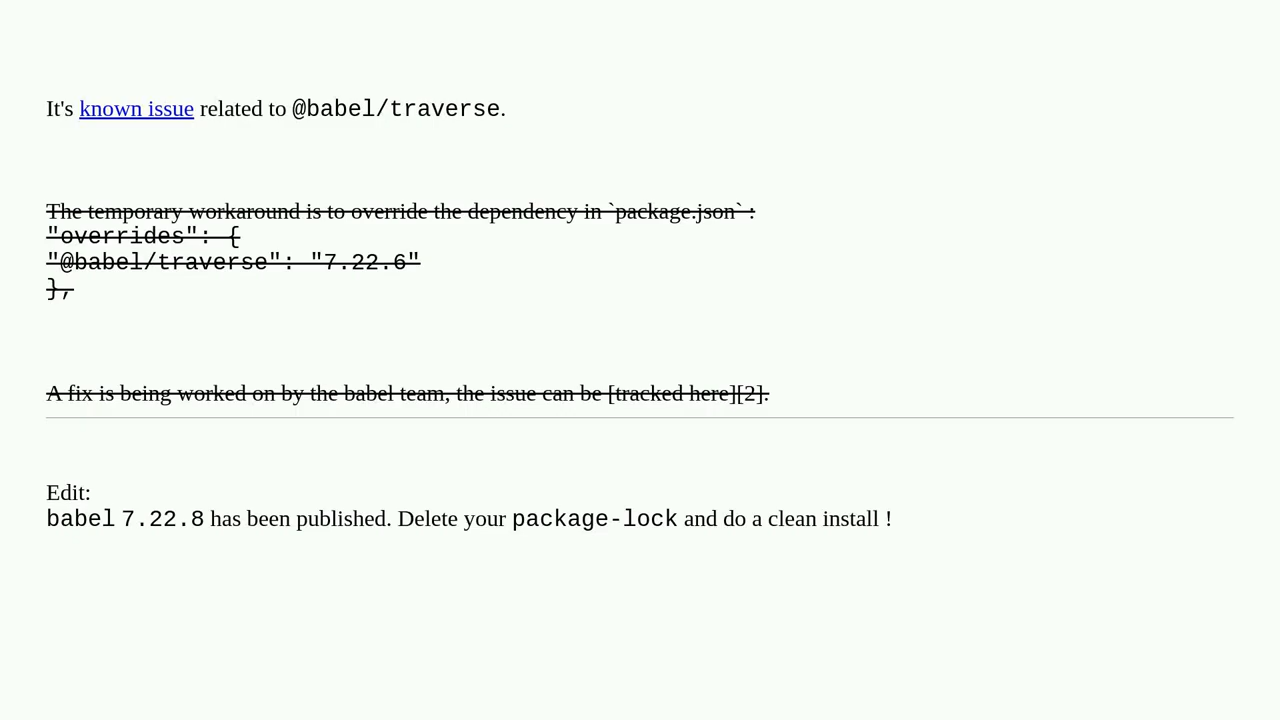 It's known issue related to @babel/traverse.
The temporary workaround is to override the dependency in `package.json` :
"overrides": {
"@babel/traverse": "7.22.6"
},
A fix is being worked on by the babel team, the issue can be [tracked here][2].
Edit:
babel 7.22.8 has been published. Delete your package-lock and do a clean install !